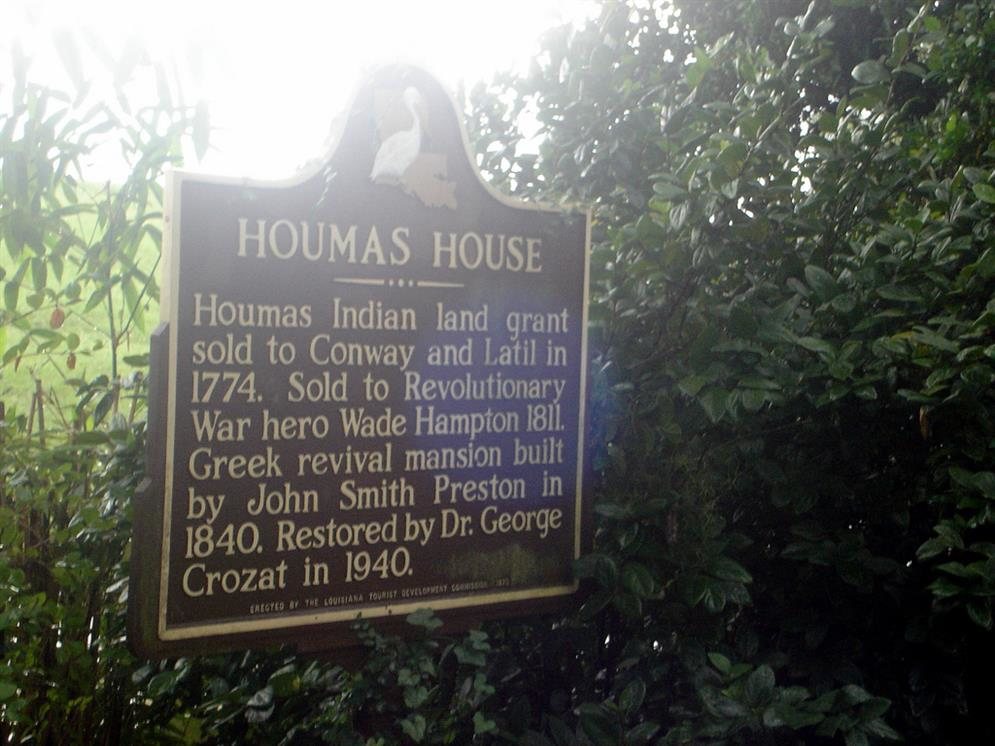 HOUMAS HOUSE
Houmas Indian land grant
sold to Conway and Latil in
1774. Sold to Revolutionary
War hero Wade Hampton 1811.
Greek revival mansion built
by John Smith Preston in
1840. Restored by Dr. George
Crozat in 1940.
ERECTED BY THE LOUISIANA TOURIST DEVELOPMENT COMMISSION